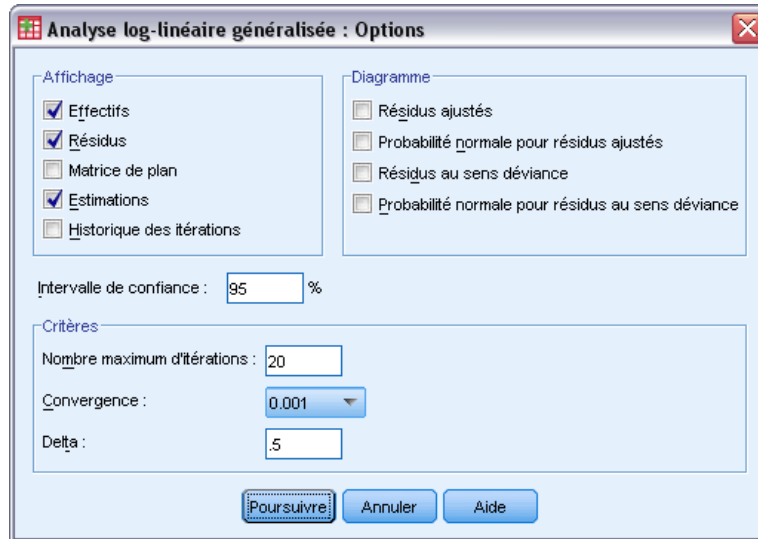 Analyse log-linéaire généralisée : Options
Affichage
Effectifs
Résidus
Matrice de plan
Estimations
Historique des itérations
Diagramme
Résidus ajustés
Probabilité normale pour résidus ajustés
Résidus au sens déviance
Probabilité normale pour résidus au sens déviance
Intervalle de confiance : 95 %
Critères
Nombre maximum d'itérations : 20
Convergence : 0.001
Delta : .5
Poursuivre Annuler Aide